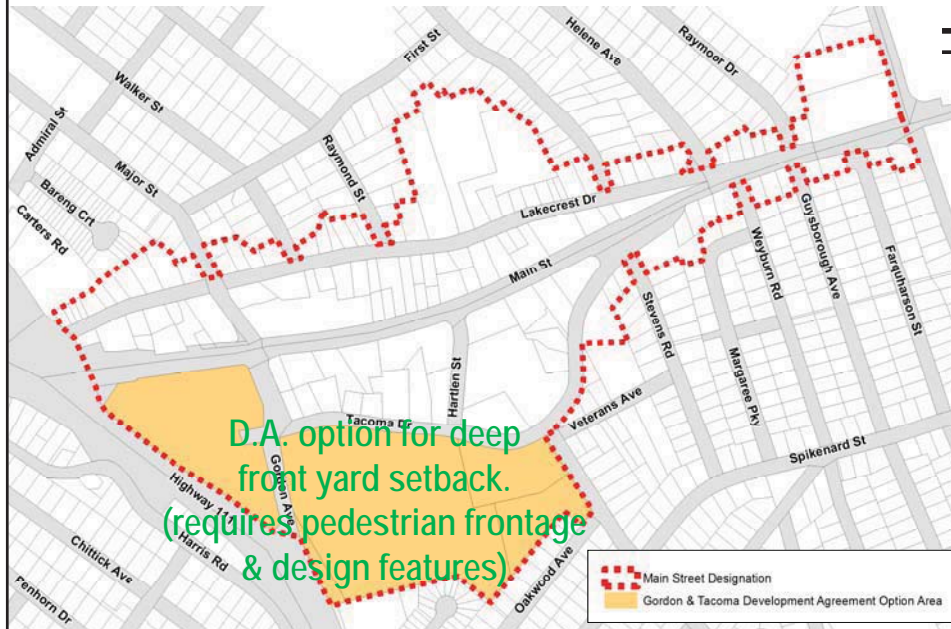 First St
Helene Ave
Raymoor Dr
Walker St
Admiral St
Major St
Raymond St
Bareng Crt
Carters Rd
Lakecrest Dr
Main St
Weyburn Rd
Guysborough Ave
Farquharson St
Stevens Rd
Margaree Pky
Hartlen St
Veterans Ave
Tacoma Dr
Spikenard St
D.A. option for deep
front yard setback.
(requires pedestrian frontage
& design features)
Gordon Ave
Highway 111
Harris Rd
Chittick Ave
Penhorn Dr
Oakwood Ave
Main Street Designation
Gordon & Tacoma Development Agreement Option Area